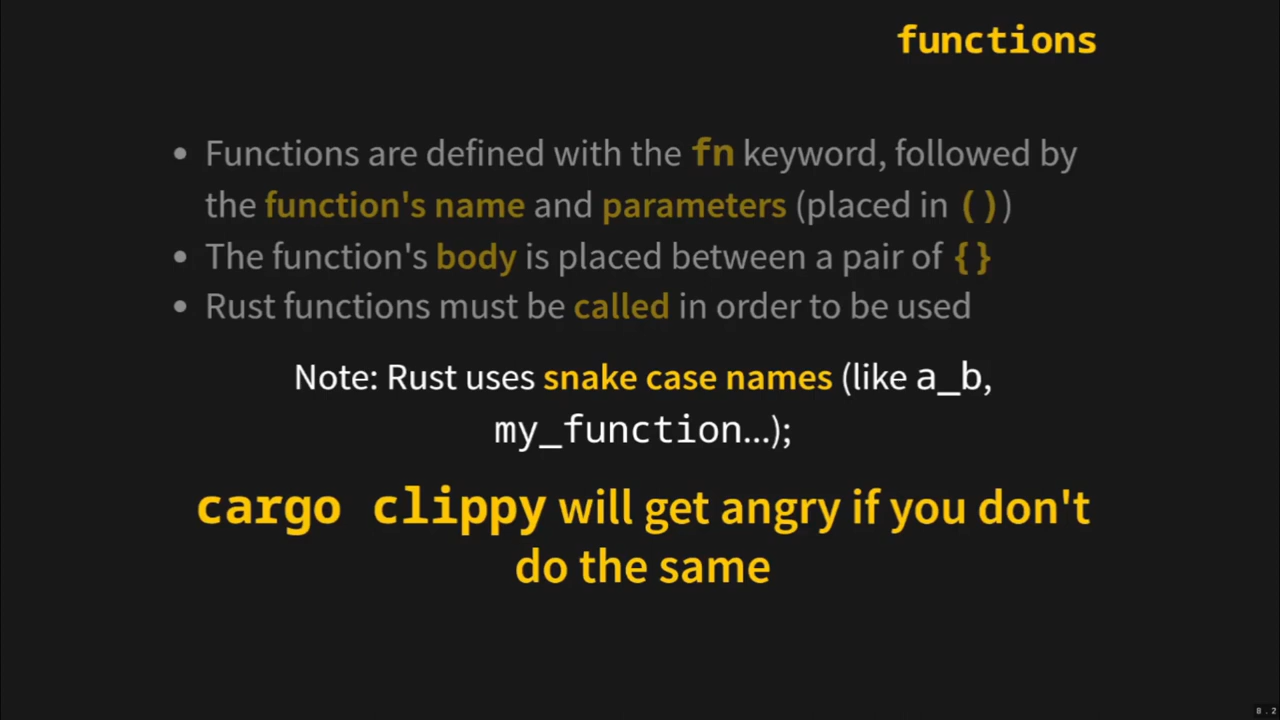 functions
• Functions are defined with the fn keyword, followed by
the function's name and parameters (placed in ())
• The function's body is placed between a pair of {}
• Rust functions must be called in order to be used
Note: Rust uses snake case names (like a_b,
my_function...);
cargo clippy will get angry if you don't
do the same
8.2